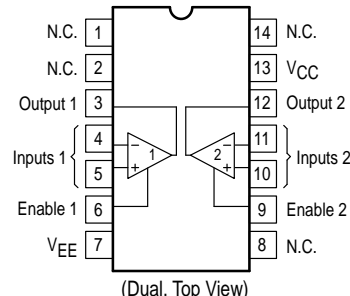 N.C. 1 14 N.C.
N.C. 2 13 VCC
Output 1 3 12 Output 2
4 − − 11
Inputs 1 1 2 Inputs 2
5 + + 10
Enable 1 6 9 Enable 2
VEE 7 8 N.C.
(Dual, Top View)